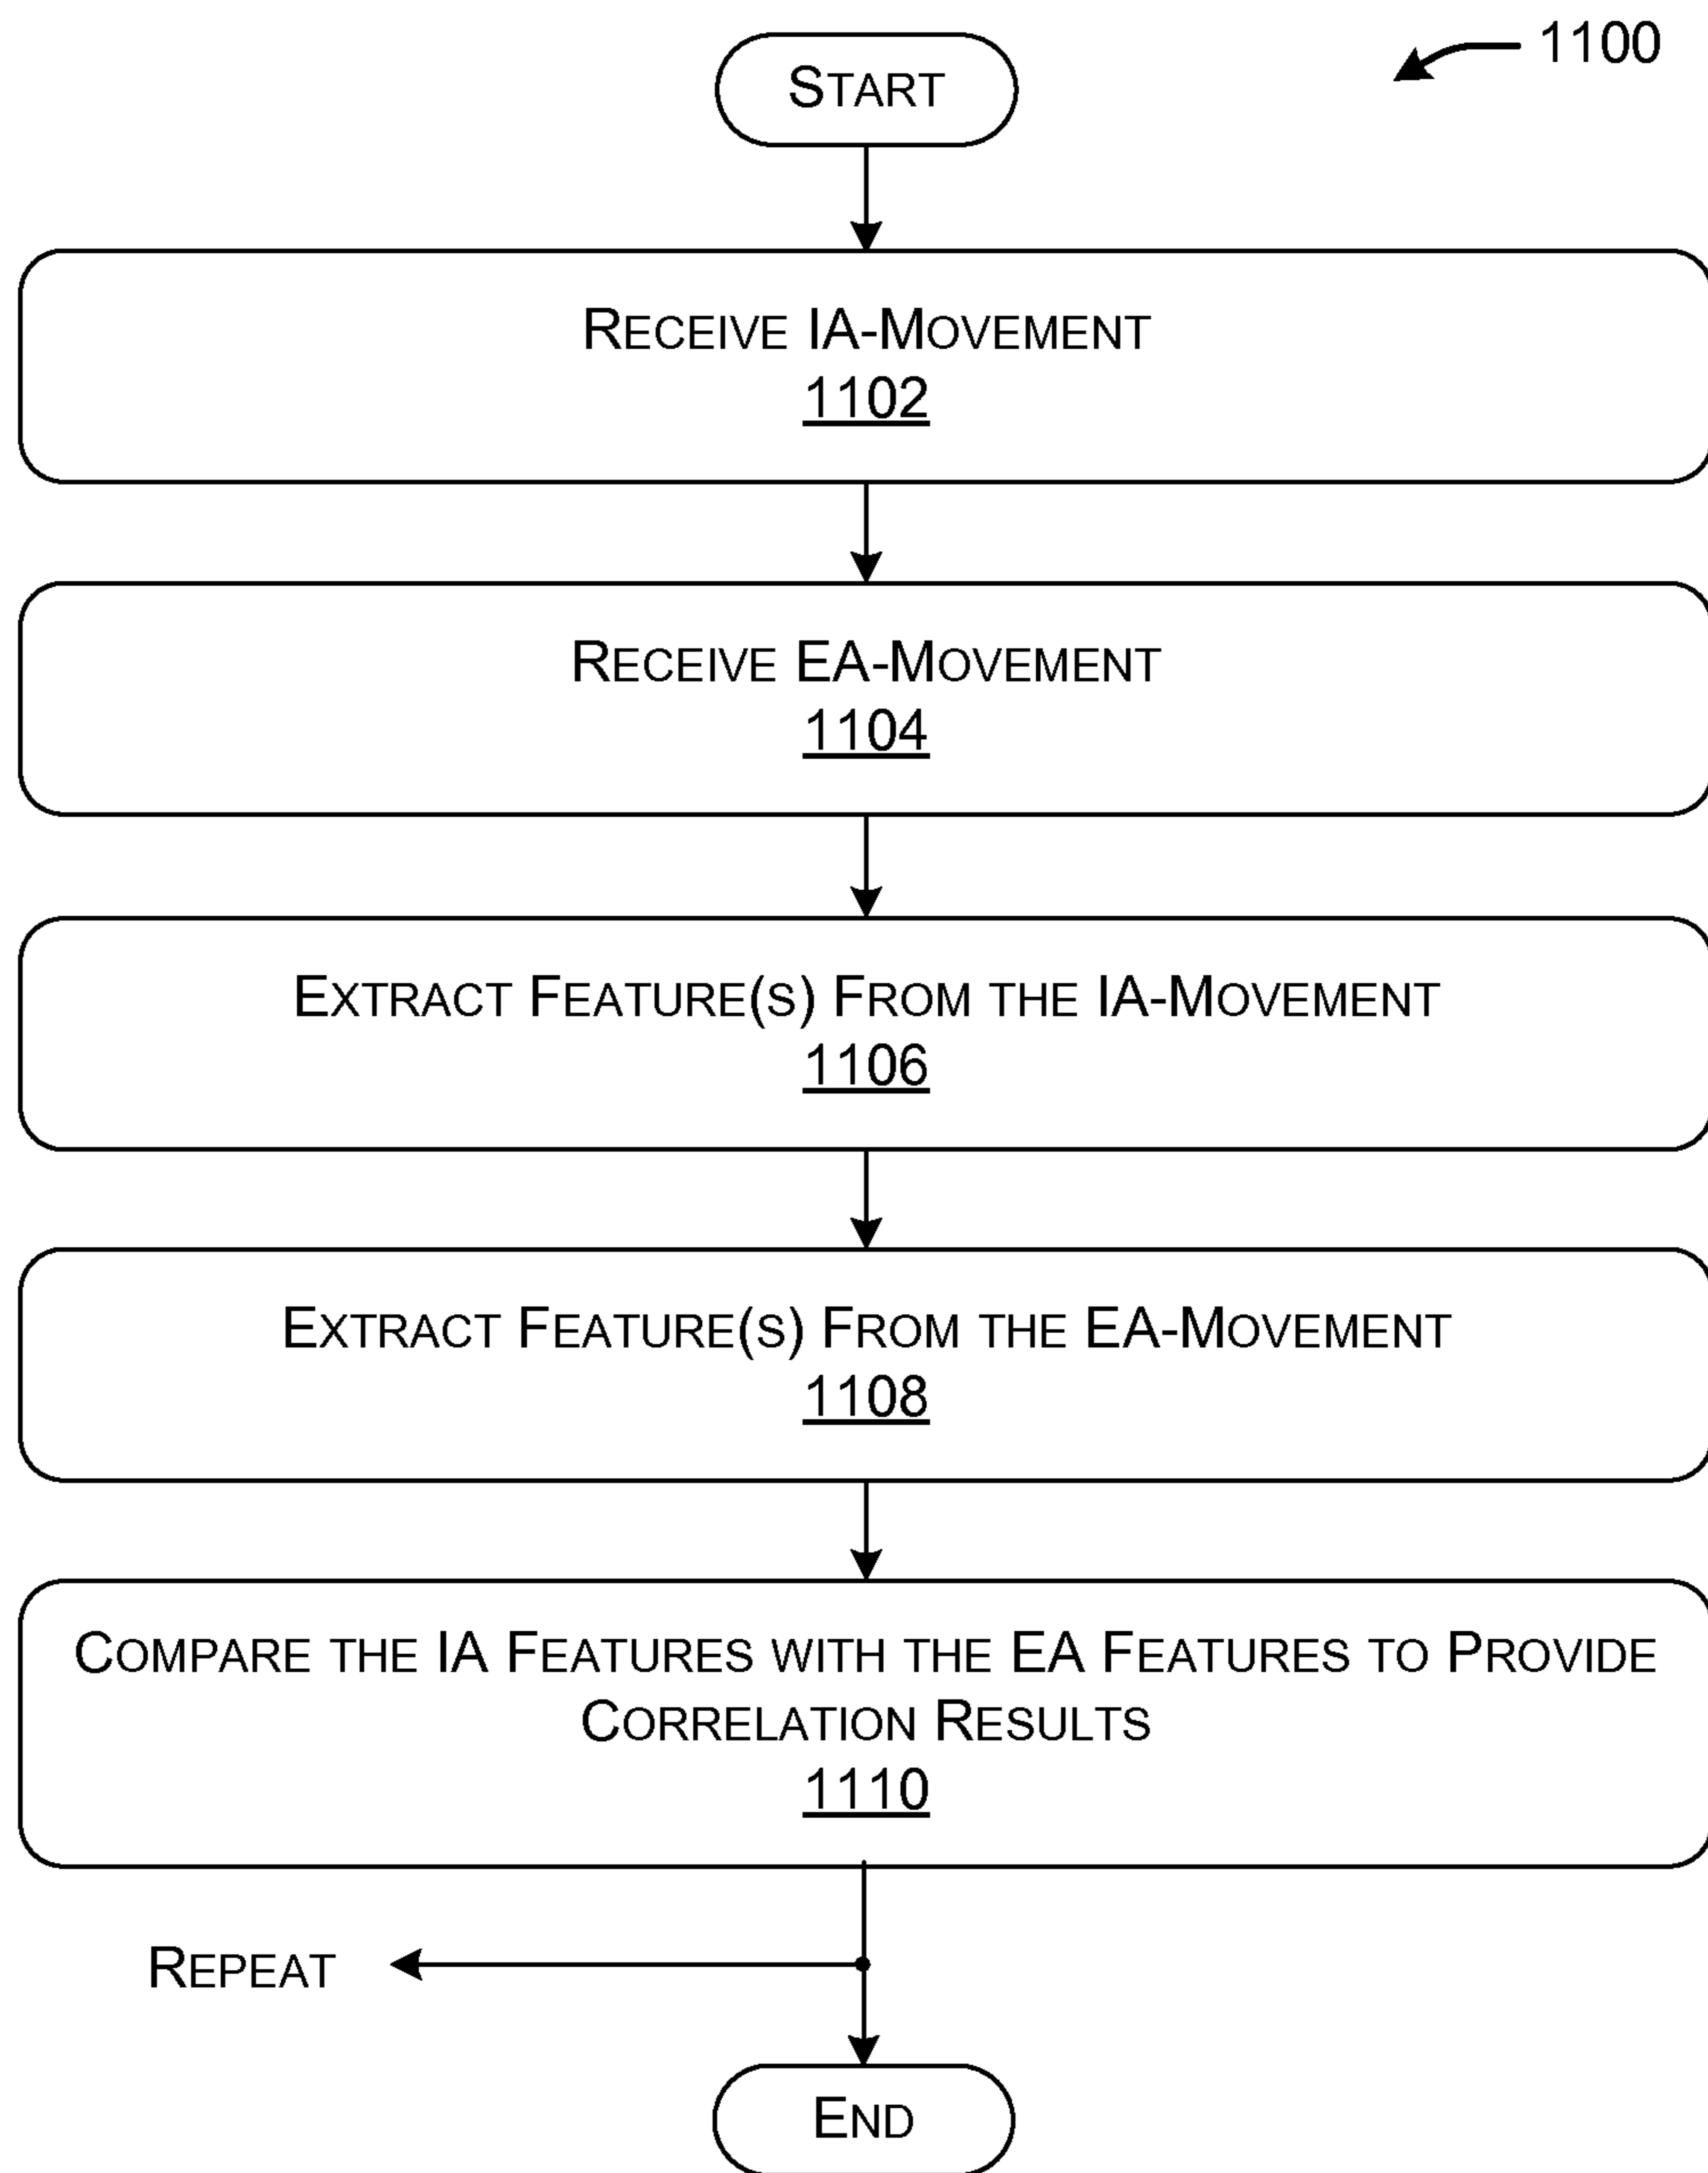 1100
START
RECEIVE IA-MOVEMENT
1102
RECEIVE EA-MOVEMENT
1104
EXTRACT FEATURE(S) FROM THE IA-MOVEMENT
1106
EXTRACT FEATURE(S) FROM THE EA-MOVEMENT
1108
COMPARE THE IA FEATURES WITH THE EA FEATURES TO PROVIDE
CORRELATION RESULTS
1110
REPEAT
END